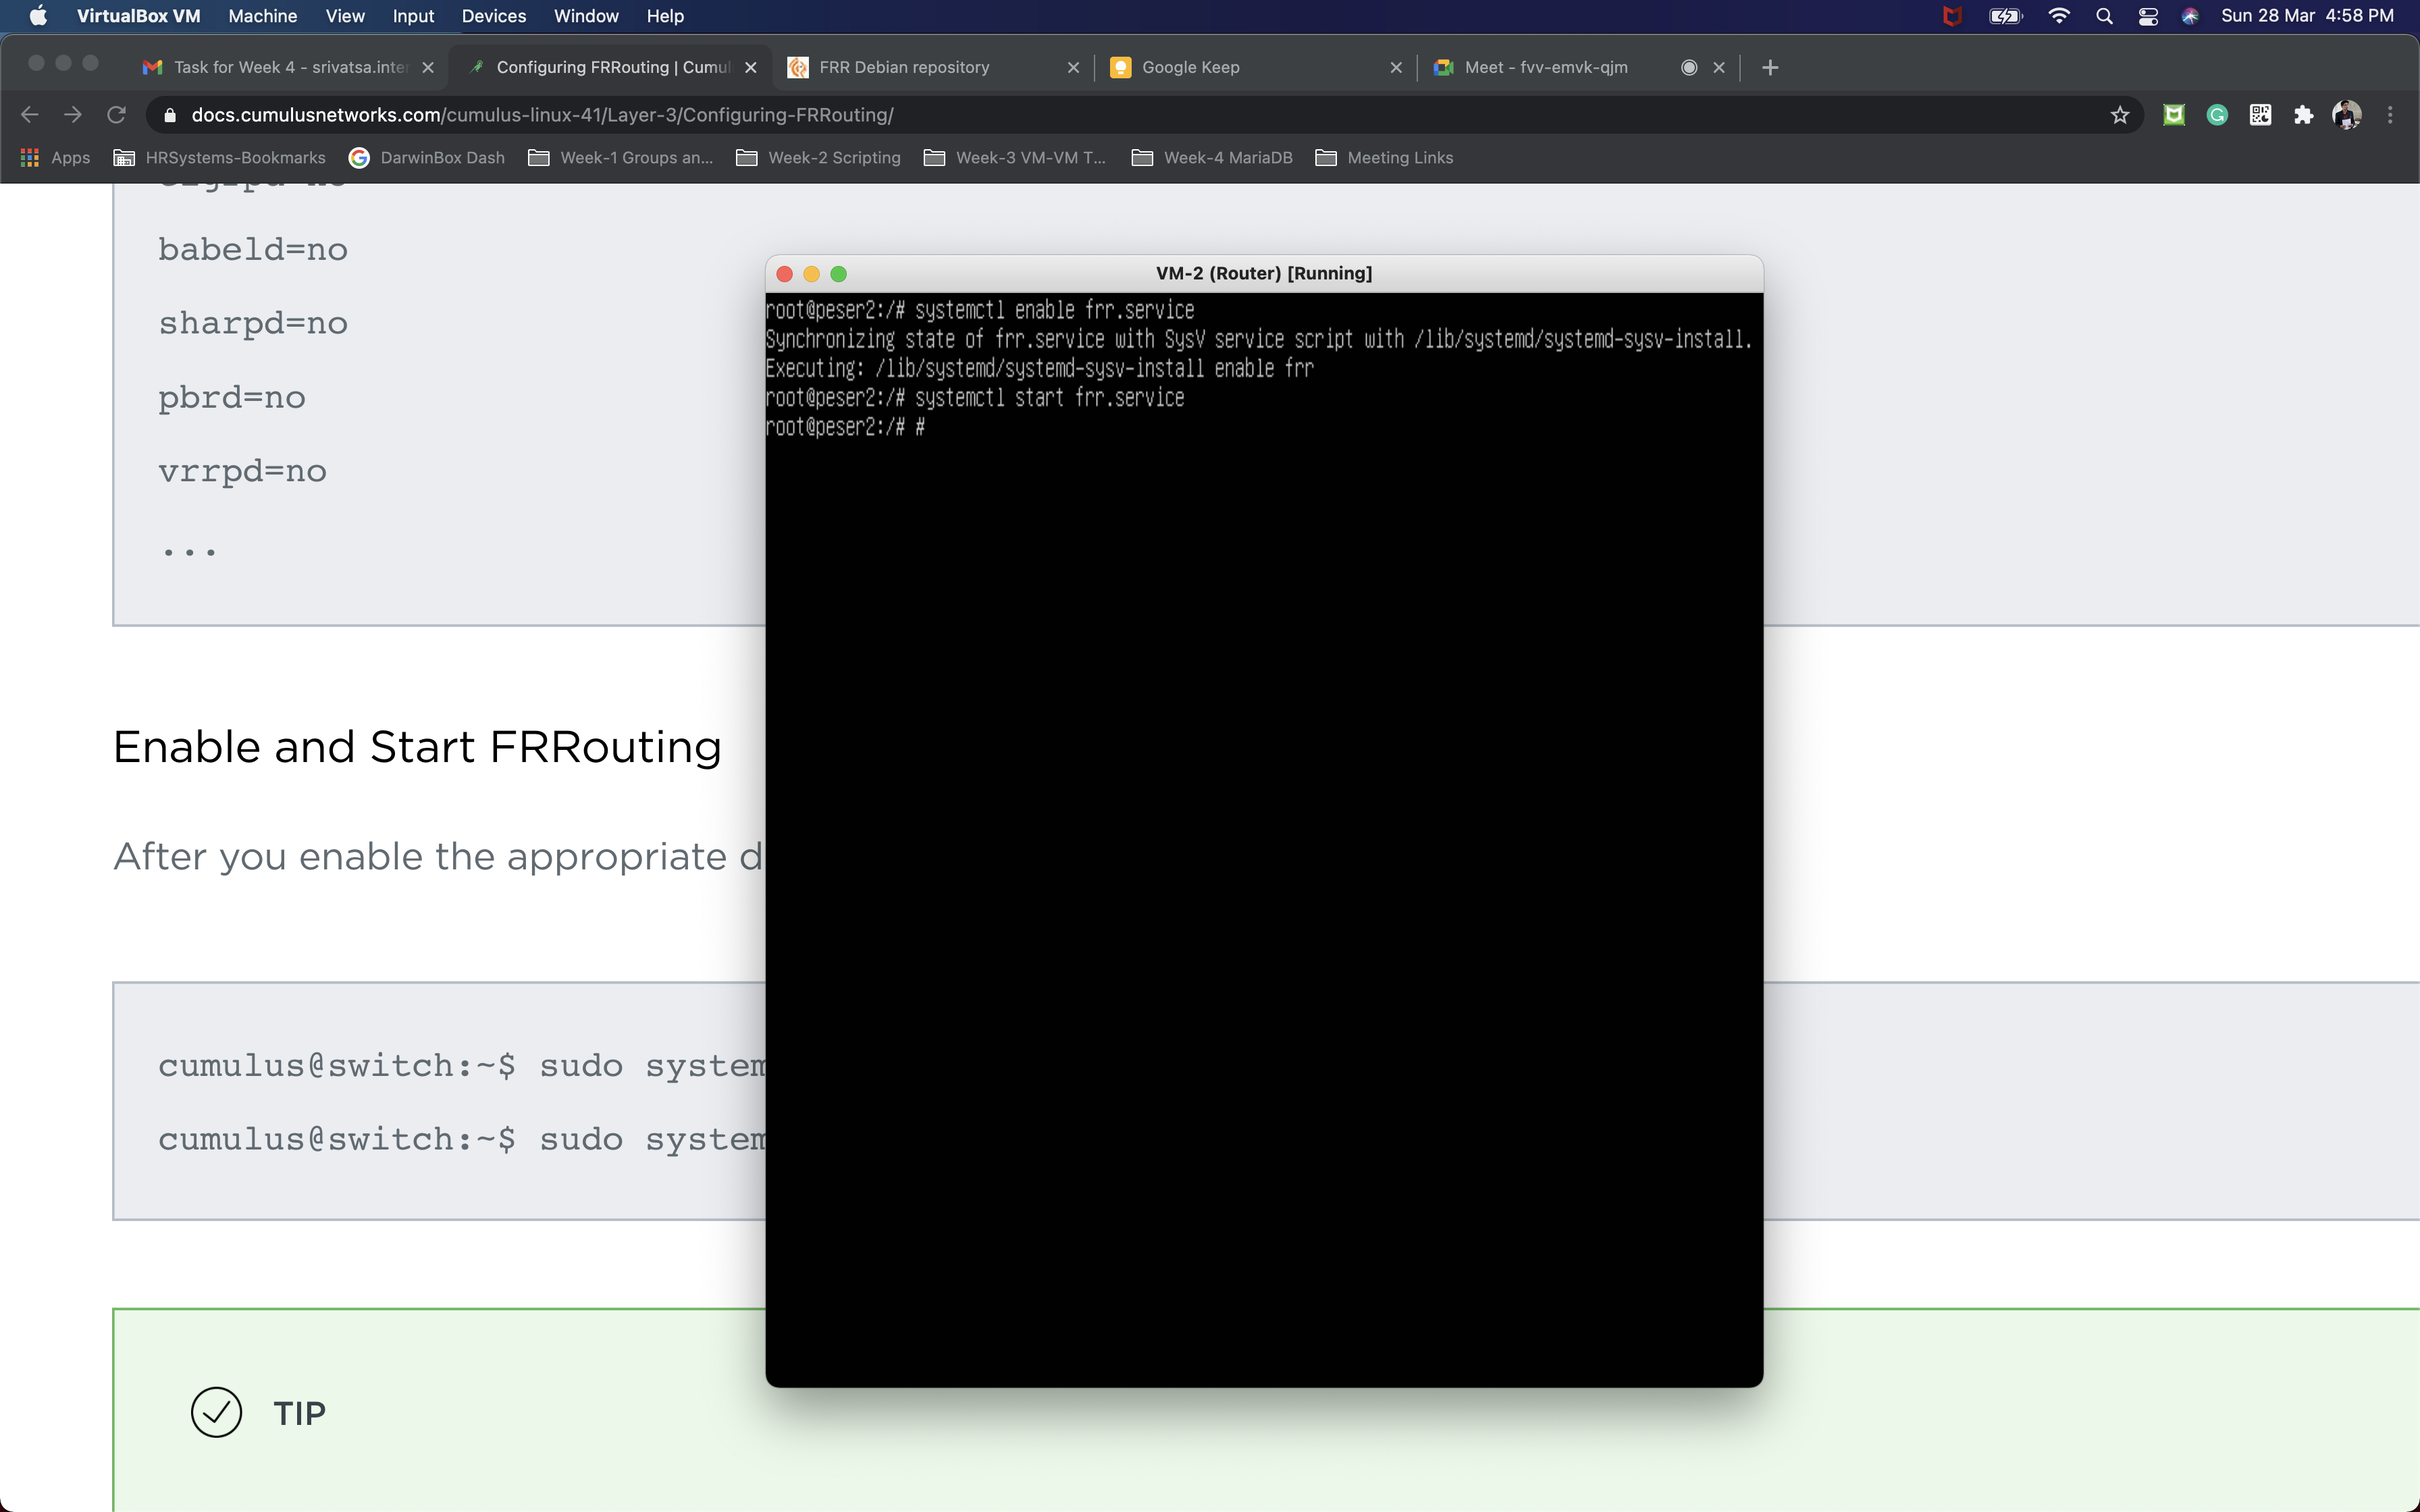 VirtualBox VM Machine View Input Devices Window Help Sun 28 Mar 4:58 PM
Task for Week 4 - srivatsa.inter Configuring FRRouting | Cumul FRR Debian repository Google Keep Meet - fvv-emvk-qjm
docs.cumulusnetworks.com/cumulus-linux-41/Layer-3/Configuring-FRRouting/
Apps HRSystems-Bookmarks DarwinBox Dash Week-1 Groups an... Week-2 Scripting Week-3 VM-VM T... Week-4 MariaDB Meeting Links
babeld=no
sharpd=no
pbrd=no
vrrpd=no
...
Enable and Start FRRouting
After you enable the appropriate d
cumulus@switch:~$ sudo system
cumulus@switch:~$ sudo system
TIP
VM-2 (Router) [Running]
root@peser2:/# systemctl enable frr.service
Synchronizing state of frr.service with SysV service script with /lib/systemd/systemd-sysv-install.
Executing: /lib/systemd/systemd-sysv-install enable frr
root@peser2:/# systemctl start frr.service
root@peser2:/# #